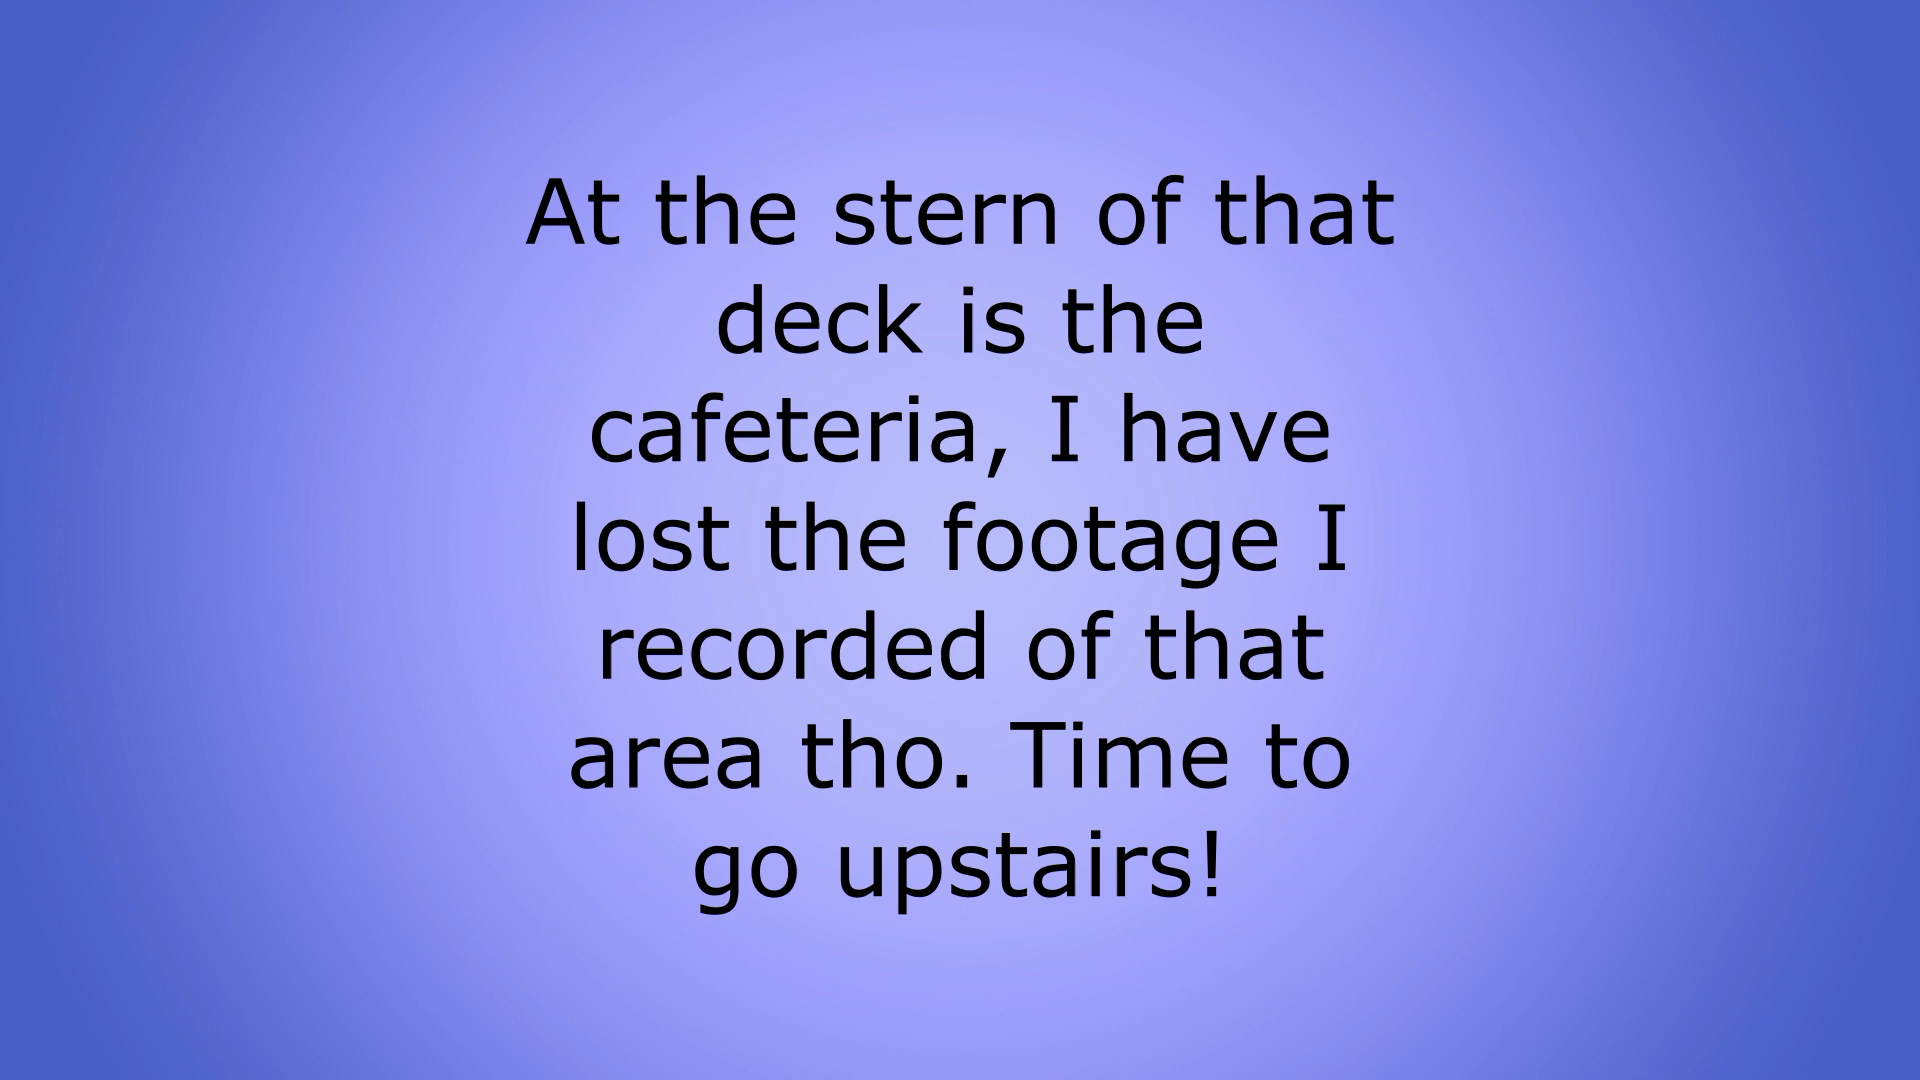 At the stern of that
deck is the
cafeteria, I have
lost the footage I
recorded of that
area tho. Time to
go upstairs!